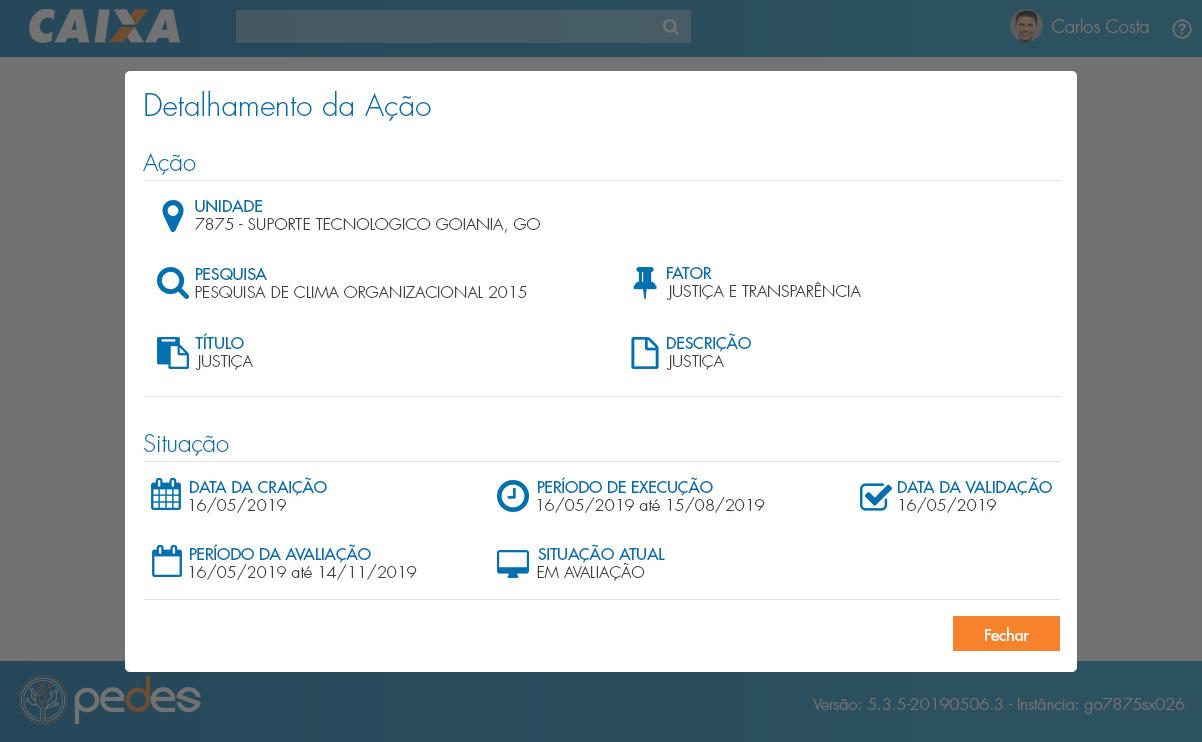 CAIXA
Carlos Costa
Detalhamento da Ação
Ação
UNIDADE
7875 - SUPORTE TECNOLOGICO GOIANIA, GO
PESQUISA
PESQUISA DE CLIMA ORGANIZACIONAL 2015
FATOR
JUSTIÇA E TRANSPARÊNCIA
TÍTULO
JUSTIÇA
DESCRIÇÃO
JUSTIÇA
Situação
DATA DA CRAIÇÃO
16/05/2019
PERÍODO DE EXECUÇÃO
16/05/2019 até 15/08/2019
DATA DA VALIDAÇÃO
16/05/2019
PERÍODO DA AVALIAÇÃO
16/05/2019 até 14/11/2019
SITUAÇÃO ATUAL
EM AVALIAÇÃO
Fechar
pedes
Versão: 5.3.5-20190506.3 - Instância: go7875sx026